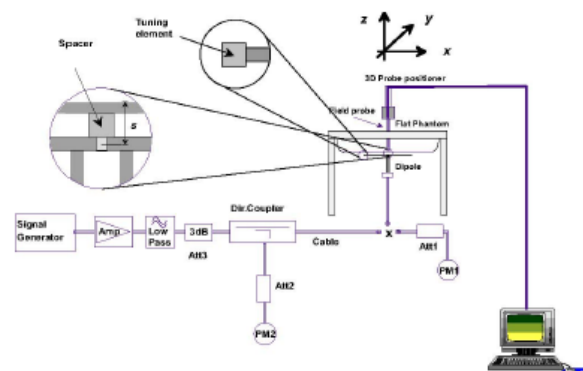 Tuning
element
Spacer
s
z
y
x
3D Probe positioner
Field probe
Flat Phantom
Dipole
Signal
Generator
Amp
Low
Pass
3dB
Att3
Dir.Coupler
Cable
x
Att1
PM1
Att2
PM2